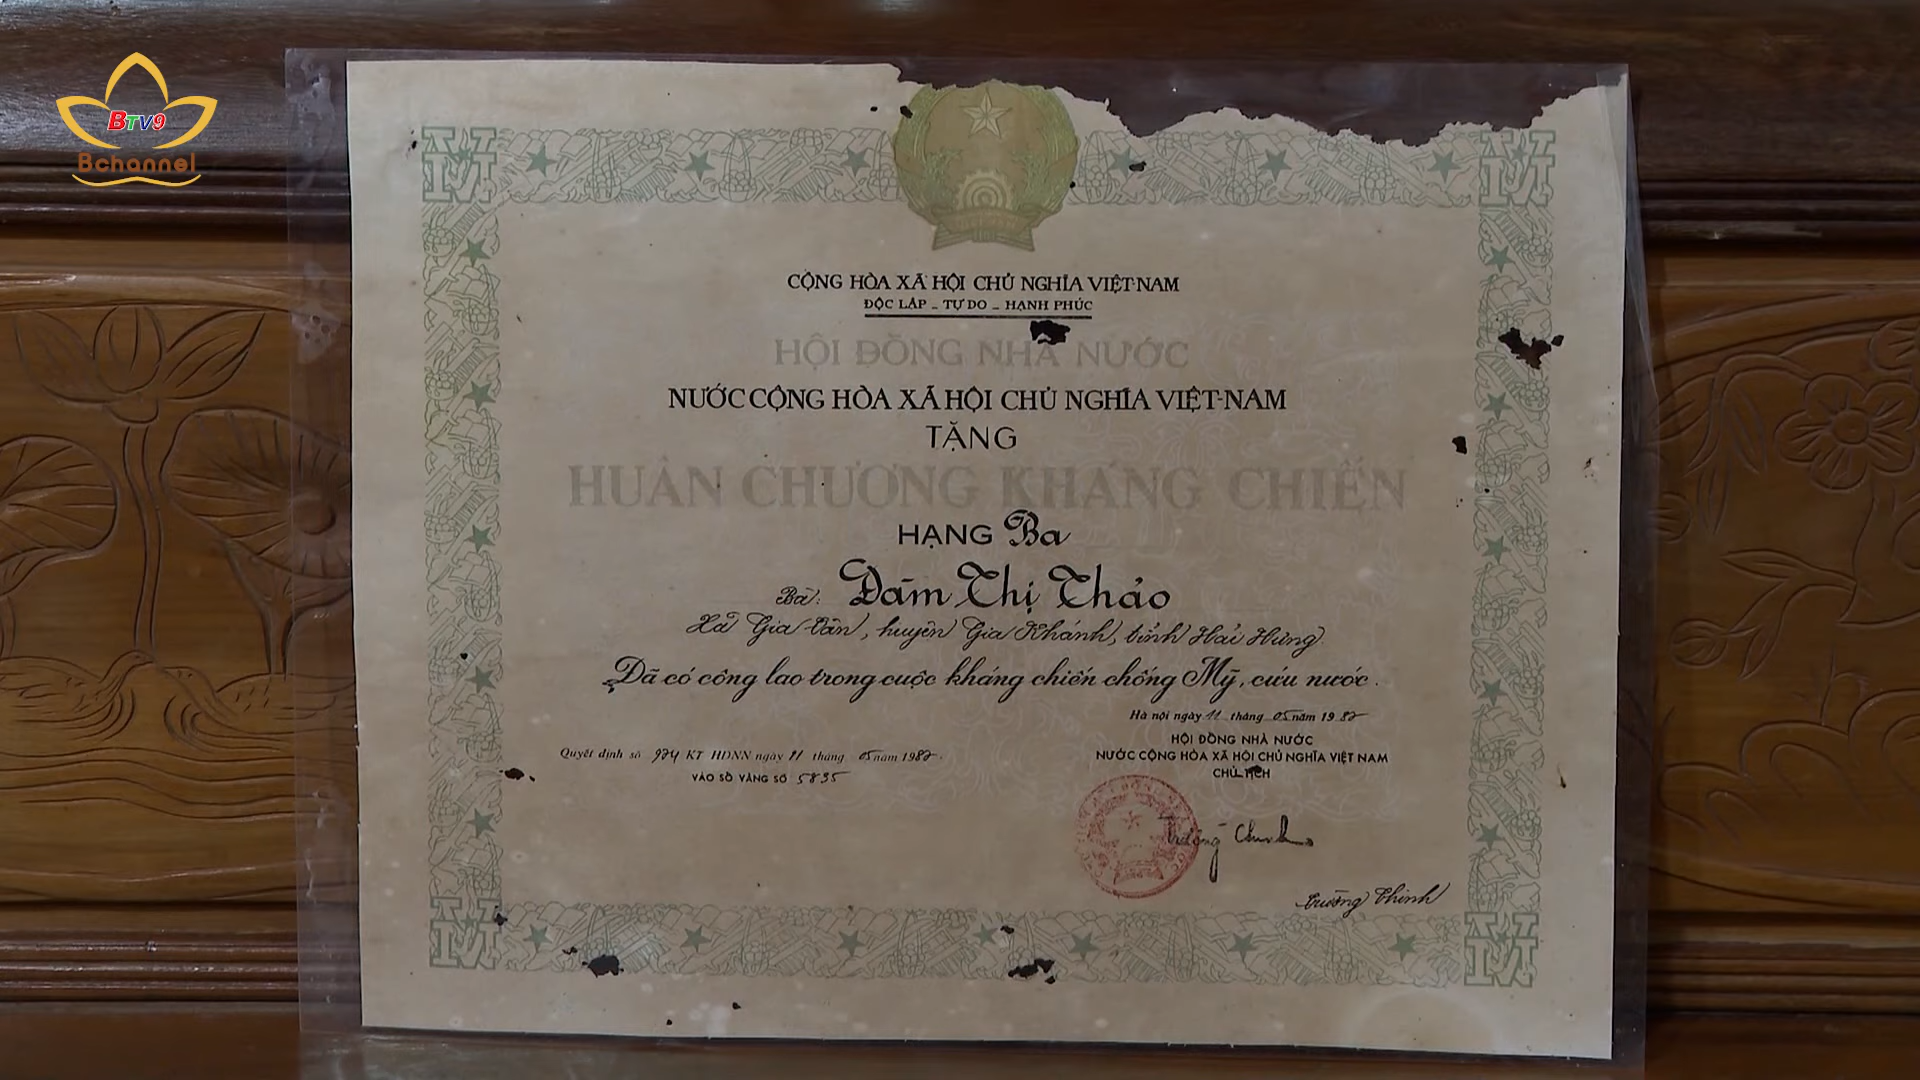 BTV9
Bchannel
CỘNG HÒA XÃ HỘI CHỦ NGHĨA VIỆT-NAM
ĐỘC LẬP _ TỰ DO _ HẠNH PHÚC
HỘI ĐỒNG NHÀ NƯỚC
NƯỚC CỘNG HÒA XÃ HỘI CHỦ NGHĨA VIỆT-NAM
TẶNG
HUÂN CHƯƠNG KHÁNG CHIẾN
HẠNG Ba
Bà: Đàm Thị Thảo
Xã Gia Tân, huyện Gia Khánh, tỉnh Hải Hưng.
Đã có công lao trong cuộc kháng chiến chống Mỹ, cứu nước.
Hà nội ngày 11 tháng 05 năm 1982
Quyết định số 974 KT HĐNN ngày 11 tháng 05 năm 1982.
VÀO SỔ VÀNG SỐ 5835
HỘI ĐỒNG NHÀ NƯỚC
NƯỚC CỘNG HÒA XÃ HỘI CHỦ NGHĨA VIỆT NAM
CHỦ TỊCH
Trường Chinh
Trường Chinh